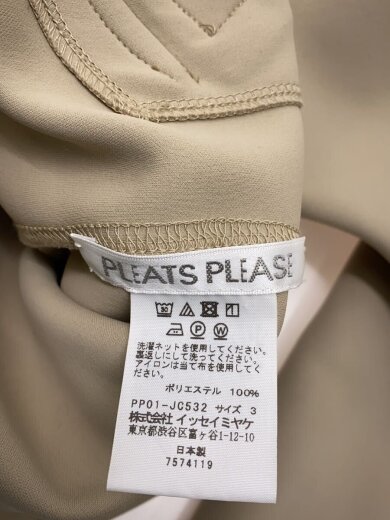 PLEATS PLEASE
洗濯ネットを使用してください。
裏返しにして洗ってください。
アイロンは当て布を使用してください。
ポリエステル 100%
PP01-JC532 サイズ 3
株式会社 イッセイミヤケ
東京都渋谷区富ヶ谷1-12-10
日本製
7574119